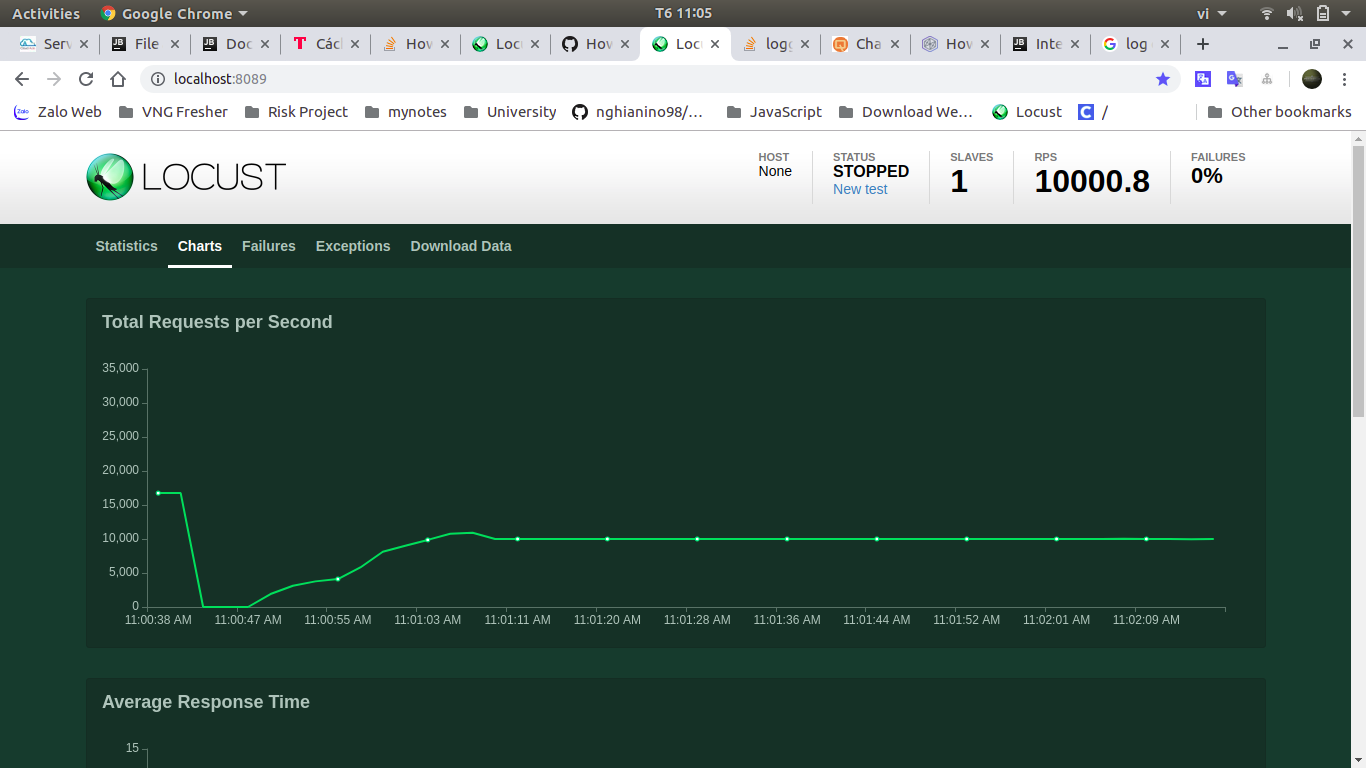 Activities Google Chrome T6 11:05 vi
Serv File Doc Các How Loc How Loc logg Cha How Inte log
localhost:8089
Zalo Web VNG Fresher Risk Project mynotes University nghianino98/... JavaScript Download We... Locust / Other bookmarks
LOCUST
HOST
None
STATUS
STOPPED
New test
SLAVES
1
RPS
10000.8
FAILURES
0%
Statistics Charts Failures Exceptions Download Data
Total Requests per Second
35,000
30,000
25,000
20,000
15,000
10,000
5,000
0
11:00:38 AM 11:00:47 AM 11:00:55 AM 11:01:03 AM 11:01:11 AM 11:01:20 AM 11:01:28 AM 11:01:36 AM 11:01:44 AM 11:01:52 AM 11:02:01 AM 11:02:09 AM
Average Response Time
15